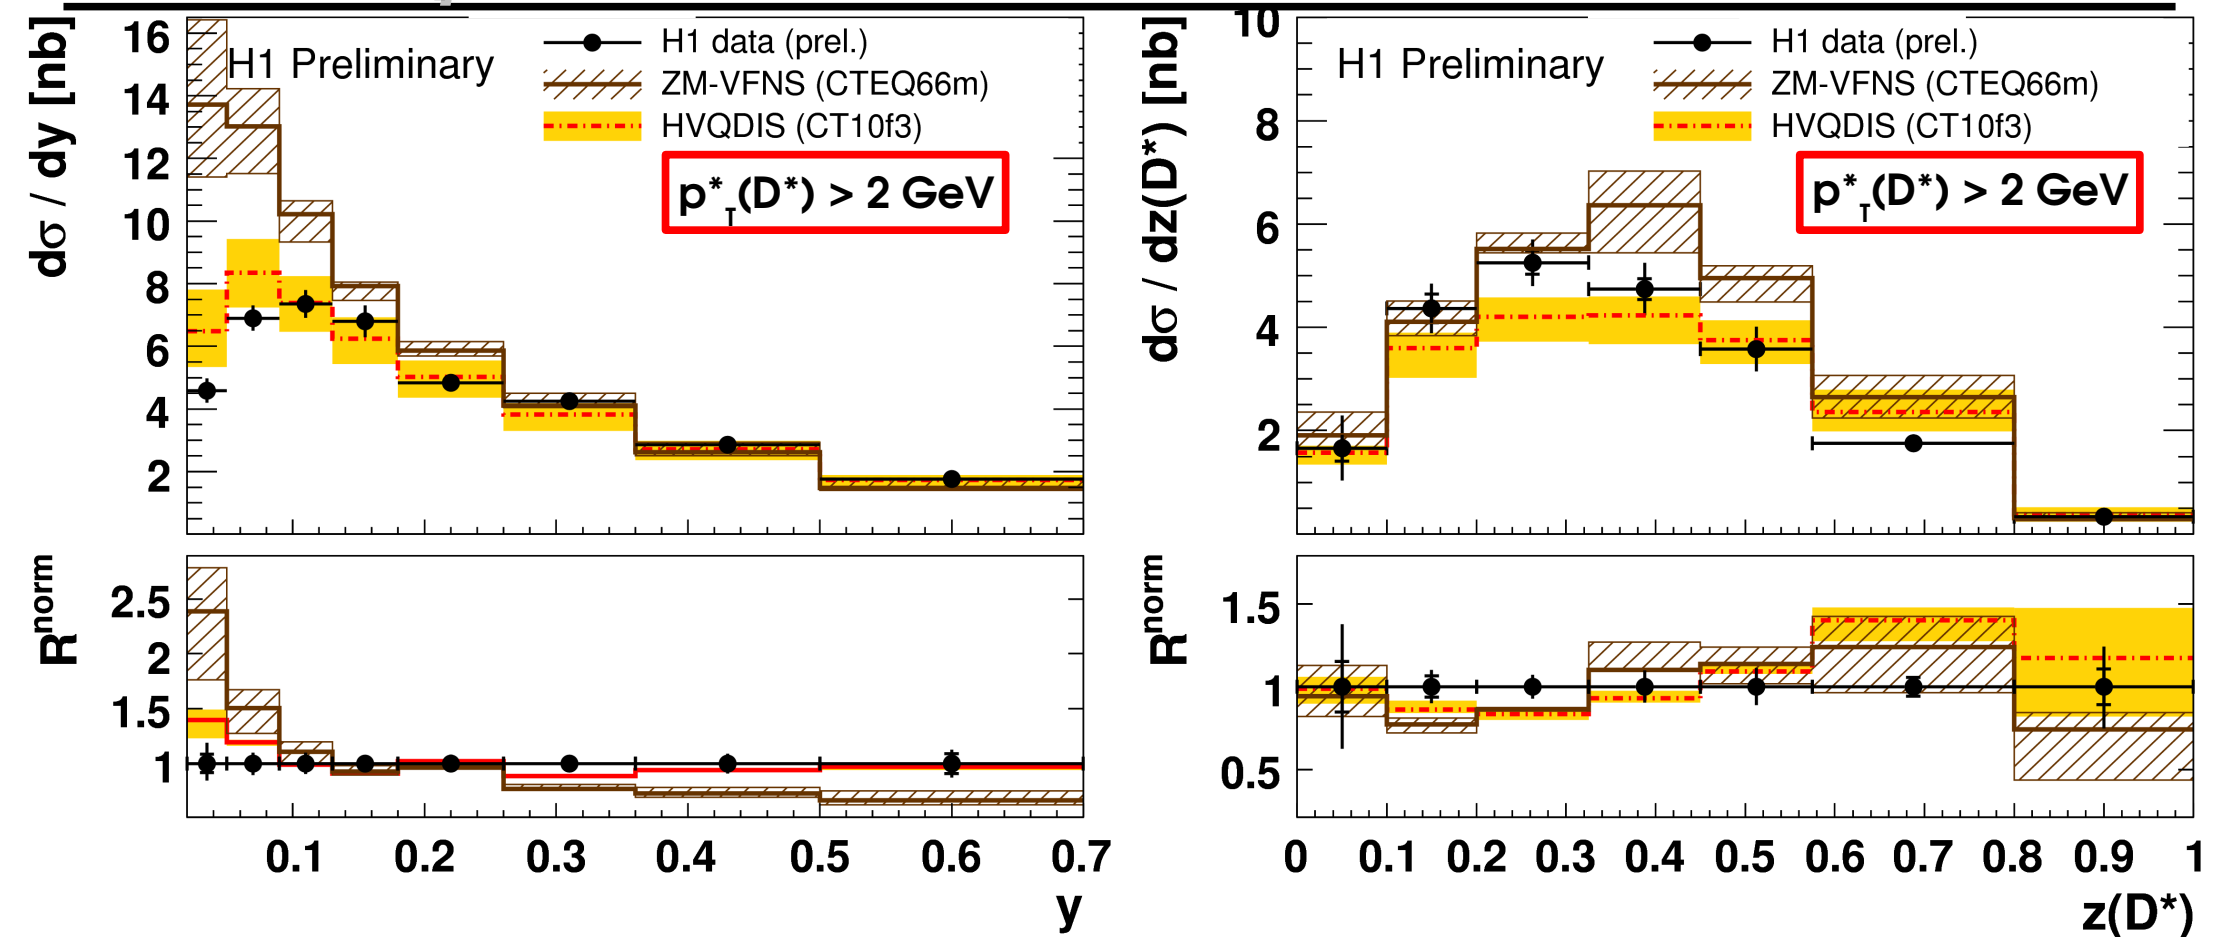 dσ / dy [nb]
16
14
12
10
8
6
4
2
H1 Preliminary
H1 data (prel.)
ZM-VFNS (CTEQ66m)
HVQDIS (CT10f3)
p*T(D*) > 2 GeV
Rnorm
2.5
2
1.5
1
0.1 0.2 0.3 0.4 0.5 0.6 0.7
y
dσ / dz(D*) [nb]
10
8
6
4
2
H1 Preliminary
H1 data (prel.)
ZM-VFNS (CTEQ66m)
HVQDIS (CT10f3)
p*T(D*) > 2 GeV
Rnorm
1.5
1
0.5
0 0.1 0.2 0.3 0.4 0.5 0.6 0.7 0.8 0.9 1
z(D*)